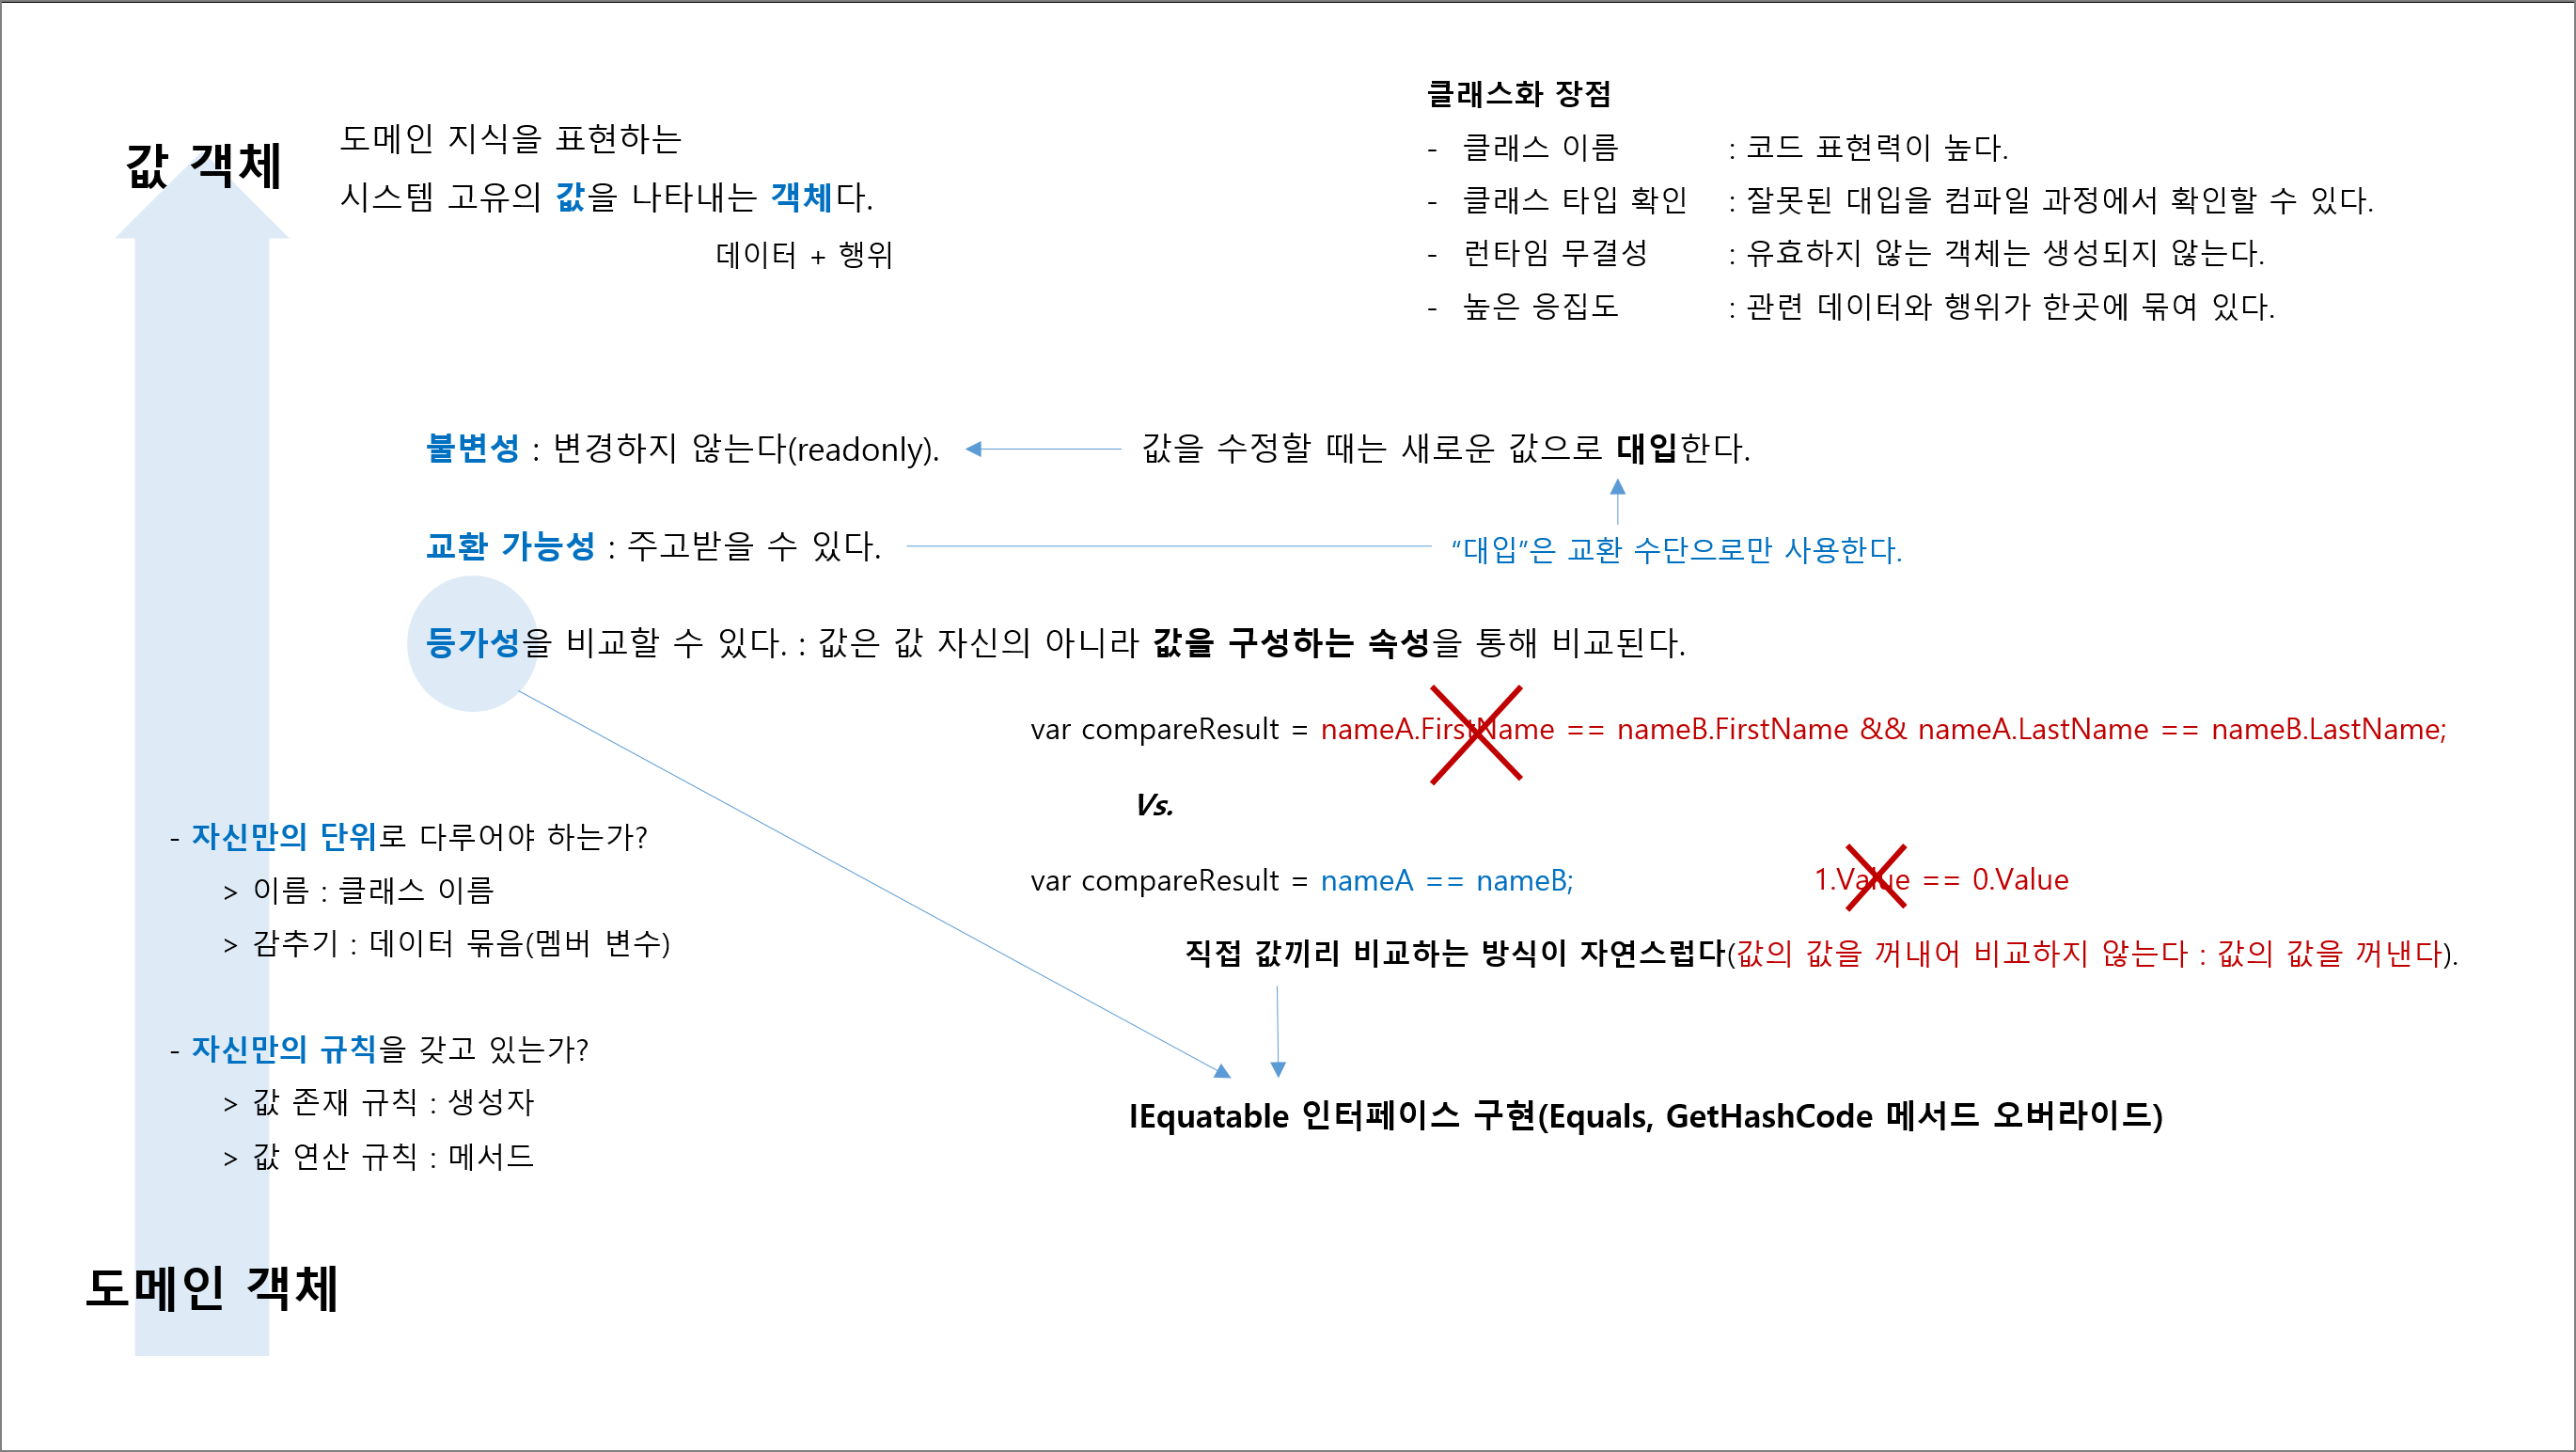 값 객체
도메인 지식을 표현하는
시스템 고유의 값을 나타내는 객체다.
데이터 + 행위
클래스화 장점
- 클래스 이름 : 코드 표현력이 높다.
- 클래스 타입 확인 : 잘못된 대입을 컴파일 과정에서 확인할 수 있다.
- 런타임 무결성 : 유효하지 않는 객체는 생성되지 않는다.
- 높은 응집도 : 관련 데이터와 행위가 한곳에 묶여 있다.
불변성 : 변경하지 않는다(readonly).
값을 수정할 때는 새로운 값으로 대입한다.
교환 가능성 : 주고받을 수 있다.
“대입”은 교환 수단으로만 사용한다.
등가성을 비교할 수 있다. : 값은 값 자신의 아니라 값을 구성하는 속성을 통해 비교된다.
var compareResult = nameA.FirstName == nameB.FirstName && nameA.LastName == nameB.LastName;
Vs.
var compareResult = nameA == nameB;
1.Value == 0.Value
직접 값끼리 비교하는 방식이 자연스럽다(값의 값을 꺼내어 비교하지 않는다 : 값의 값을 꺼낸다).
IEquatable 인터페이스 구현(Equals, GetHashCode 메서드 오버라이드)
- 자신만의 단위로 다루어야 하는가?
> 이름 : 클래스 이름
> 감추기 : 데이터 묶음(멤버 변수)
- 자신만의 규칙을 갖고 있는가?
> 값 존재 규칙 : 생성자
> 값 연산 규칙 : 메서드
도메인 객체